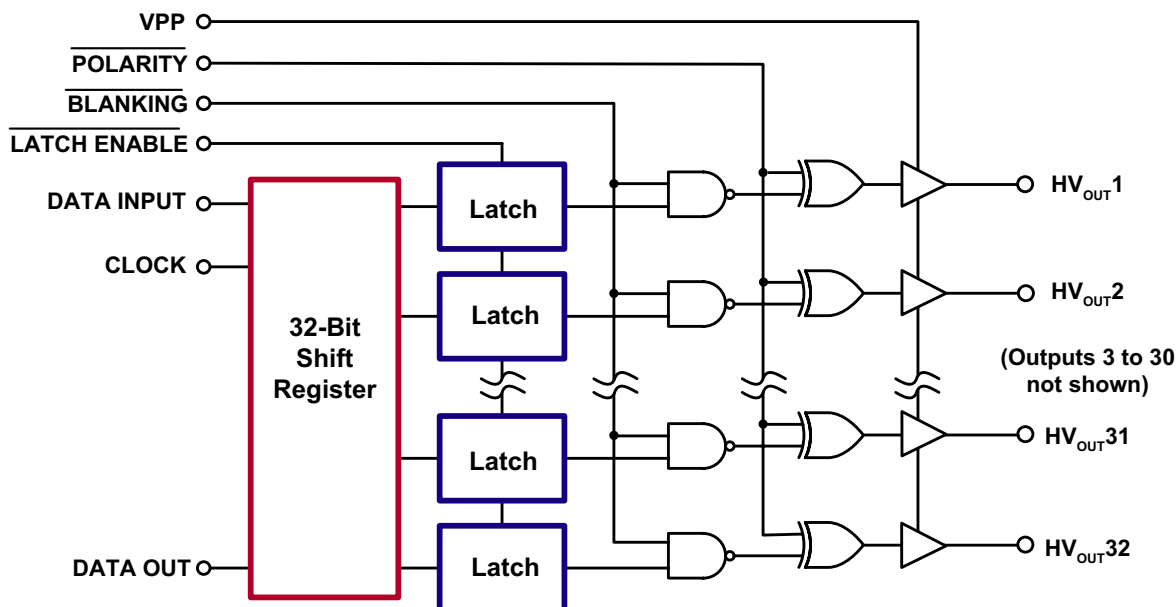 VPP
POLARITY
BLANKING
LATCH ENABLE
DATA INPUT
CLOCK
DATA OUT
32-Bit
Shift
Register
Latch
Latch
Latch
Latch
HVOUT1
HVOUT2
(Outputs 3 to 30
not shown)
HVOUT31
HVOUT32